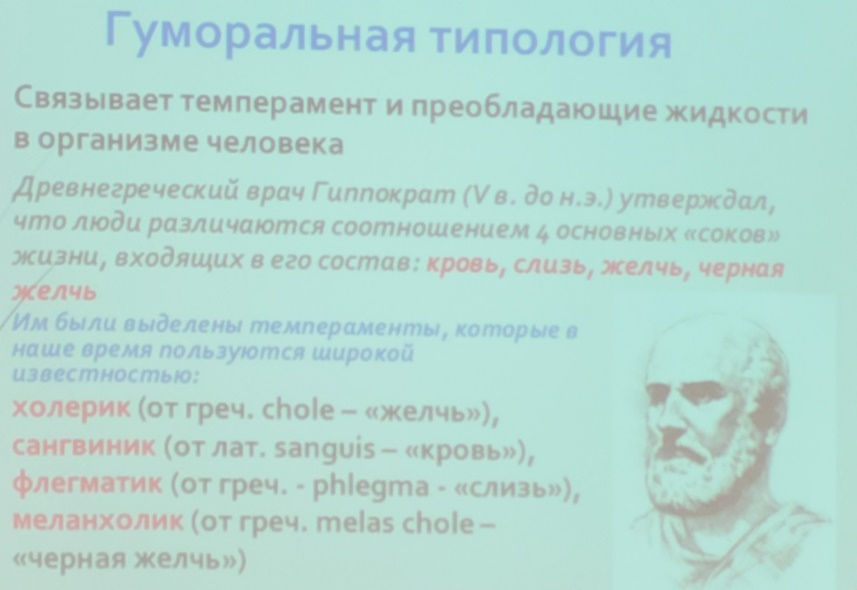 Гуморальная типология
Связывает темперамент и преобладающие жидкости
в организме человека
Древнегреческий врач Гиппократ (V в. до н.э.) утверждал,
что люди различаются соотношением 4 основных «соков»
жизни, входящих в его состав: кровь, слизь, желчь, черная
желчь
Им были выделены темпераменты, которые в
наше время пользуются широкой
известностью:
холерик (от греч. chole – «желчь»),
сангвиник (от лат. sanguis – «кровь»),
флегматик (от греч. - phlegma - «слизь»),
меланхолик (от греч. melas chole –
«черная желчь»)